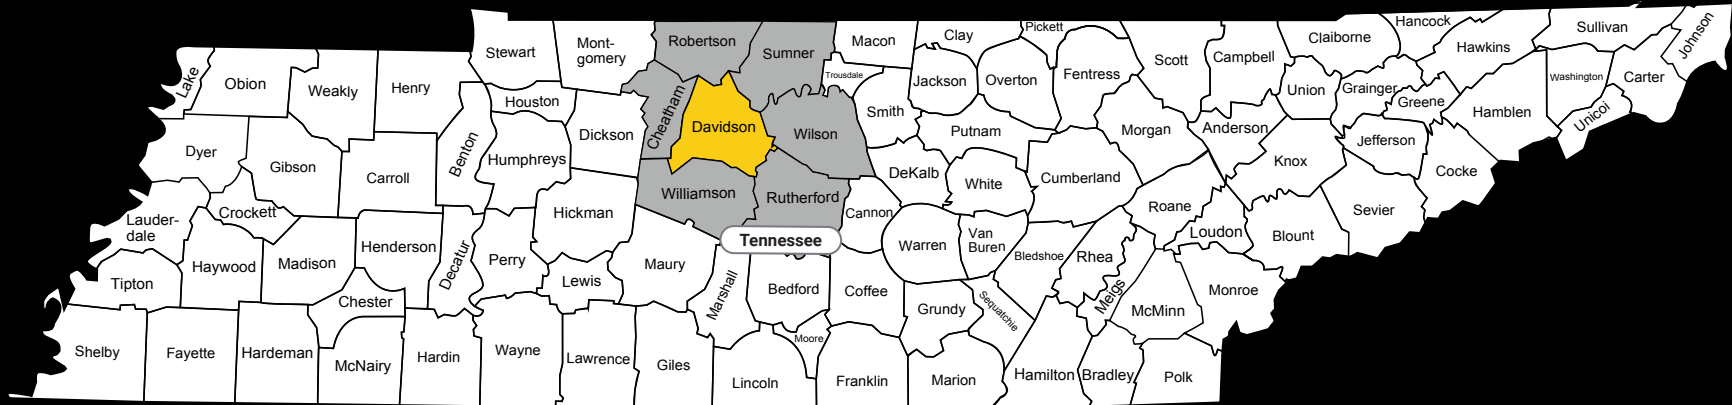 Lake
Obion
Weakly
Henry
Stewart
Mont-
gomery
Robertson
Sumner
Macon
Clay
Pickett
Scott
Campbell
Claiborne
Hancock
Hawkins
Sullivan
Johnson
Houston
Trousdale
Jackson
Overton
Fentress
Union
Grainger
Greene
Washington
Carter
Unicoi
Hamblen
Dyer
Gibson
Carroll
Benton
Humphreys
Dickson
Cheatham
Davidson
Wilson
Smith
Putnam
Morgan
Anderson
Knox
Jefferson
Cocke
Lauder-
dale
Crockett
Henderson
Decatur
Perry
Hickman
Williamson
Rutherford
Cannon
DeKalb
White
Cumberland
Roane
Loudon
Blount
Sevier
Tennessee
Tipton
Haywood
Madison
Chester
Lewis
Maury
Marshall
Bedford
Coffee
Warren
Van
Buren
Bledsoe
Rhea
Meigs
McMinn
Monroe
Sequatchie
Grundy
Moore
Shelby
Fayette
Hardeman
McNairy
Hardin
Wayne
Lawrence
Giles
Lincoln
Franklin
Marion
Hamilton
Bradley
Polk